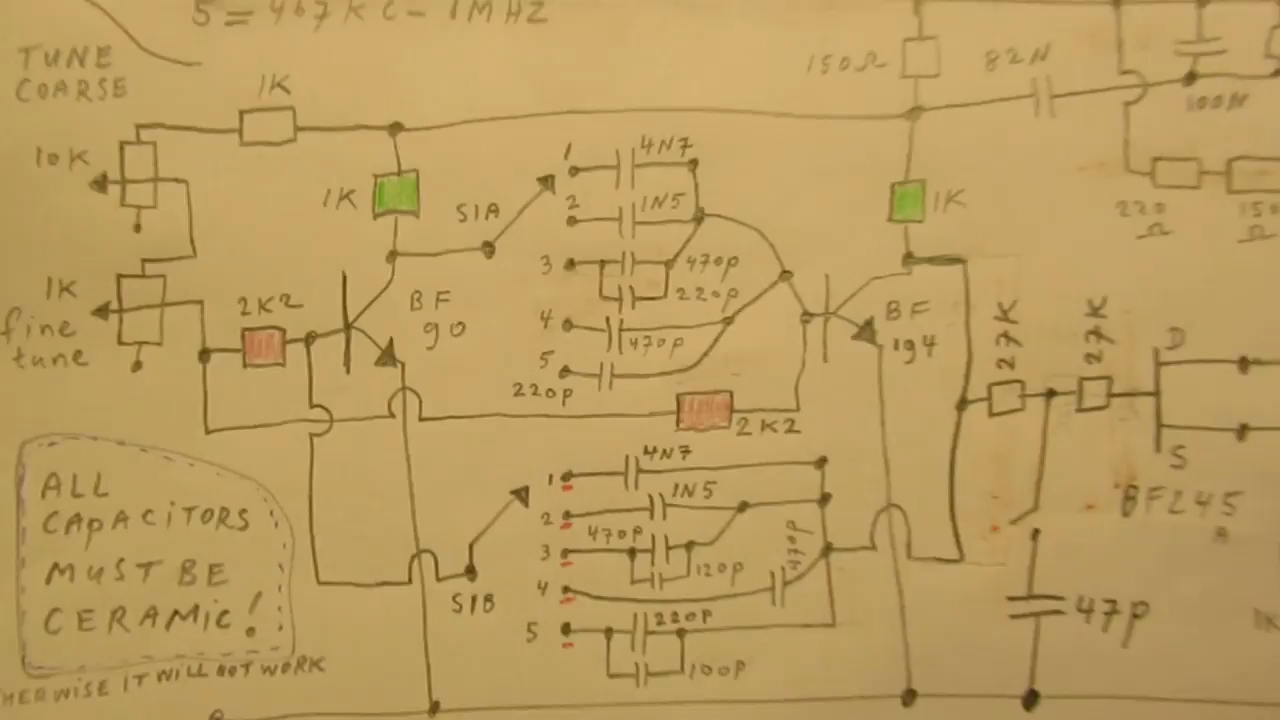 5 = 467 KC - 1 MHZ
TUNE
COARSE
1K
10K
150Ω
82N
100N
1K
S1A
1
4N7
2
1N5
3
470p
220p
4
470p
5
220p
1K
220
Ω
150
Ω
1K
fine
tune
2K2
BF
90
BF
194
27K
27K
D
S
BF245
A
2K2
ALL
CAPACITORS
MUST BE
CERAMIC!
HERWISE IT WILL NOT WORK
S1B
1
4N7
2
1N5
3
470p
120p
4
470p
5
220p
100p
47p
1K